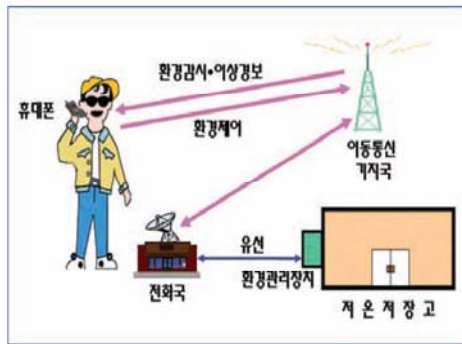 환경감시•이상경보
휴대폰
환경제어
이동통신
기지국
유선
환경관리장치
전화국
저 온 저 장 고